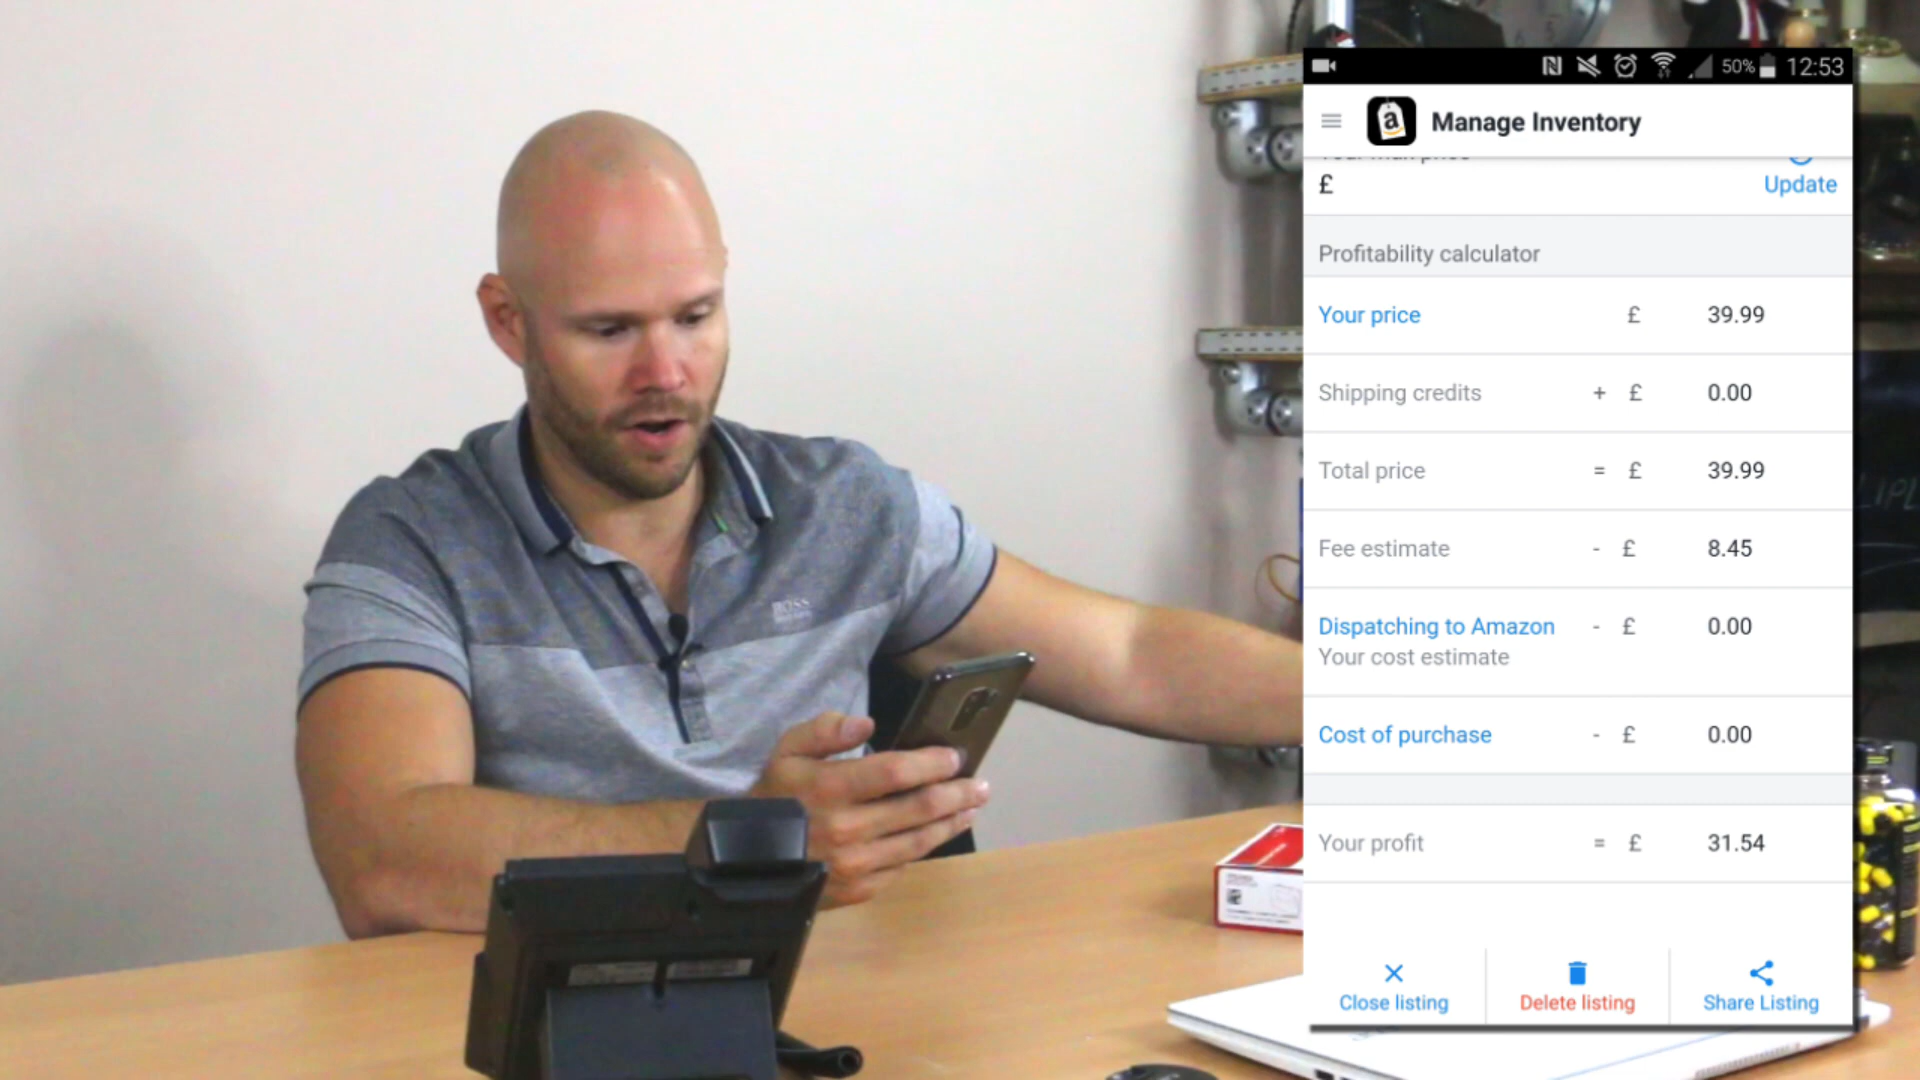 50% 12:53
Manage Inventory
£ Update
Profitability calculator
Your price £ 39.99
Shipping credits + £ 0.00
Total price = £ 39.99
Fee estimate - £ 8.45
Dispatching to Amazon - £ 0.00
Your cost estimate
Cost of purchase - £ 0.00
Your profit = £ 31.54
Close listing Delete listing Share Listing
BOSS